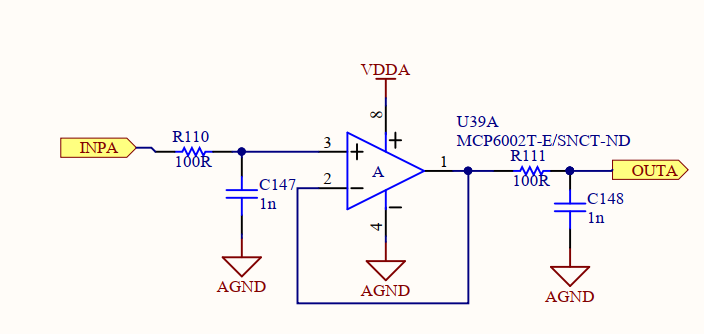 VDDA
8
U39A
MCP6002T-E/SNCT-ND
INPA
R110
100R
3
+
+
A
1
R111
100R
OUTA
2
−
−
C147
1n
4
C148
1n
AGND
AGND
AGND